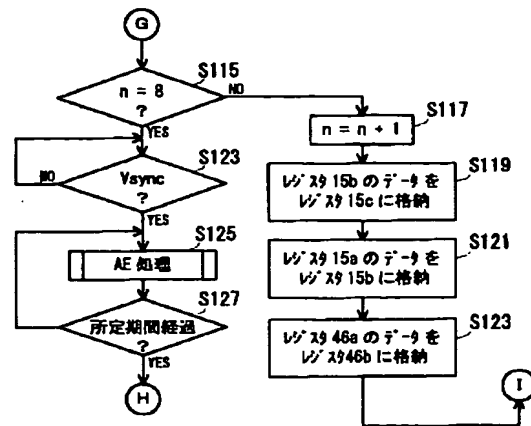 G
S115
n = 8
?
NO
YES
S117
n = n + 1
S123
Vsync
?
NO
YES
S119
レジスタ 15b のデータを
レジスタ 15c に格納
S125
AE 処理
S121
レジスタ 15a のデータを
レジスタ 15b に格納
S127
所定期間経過
?
YES
S123
レジスタ 46a のデータを
レジスタ 46b に格納
H
I